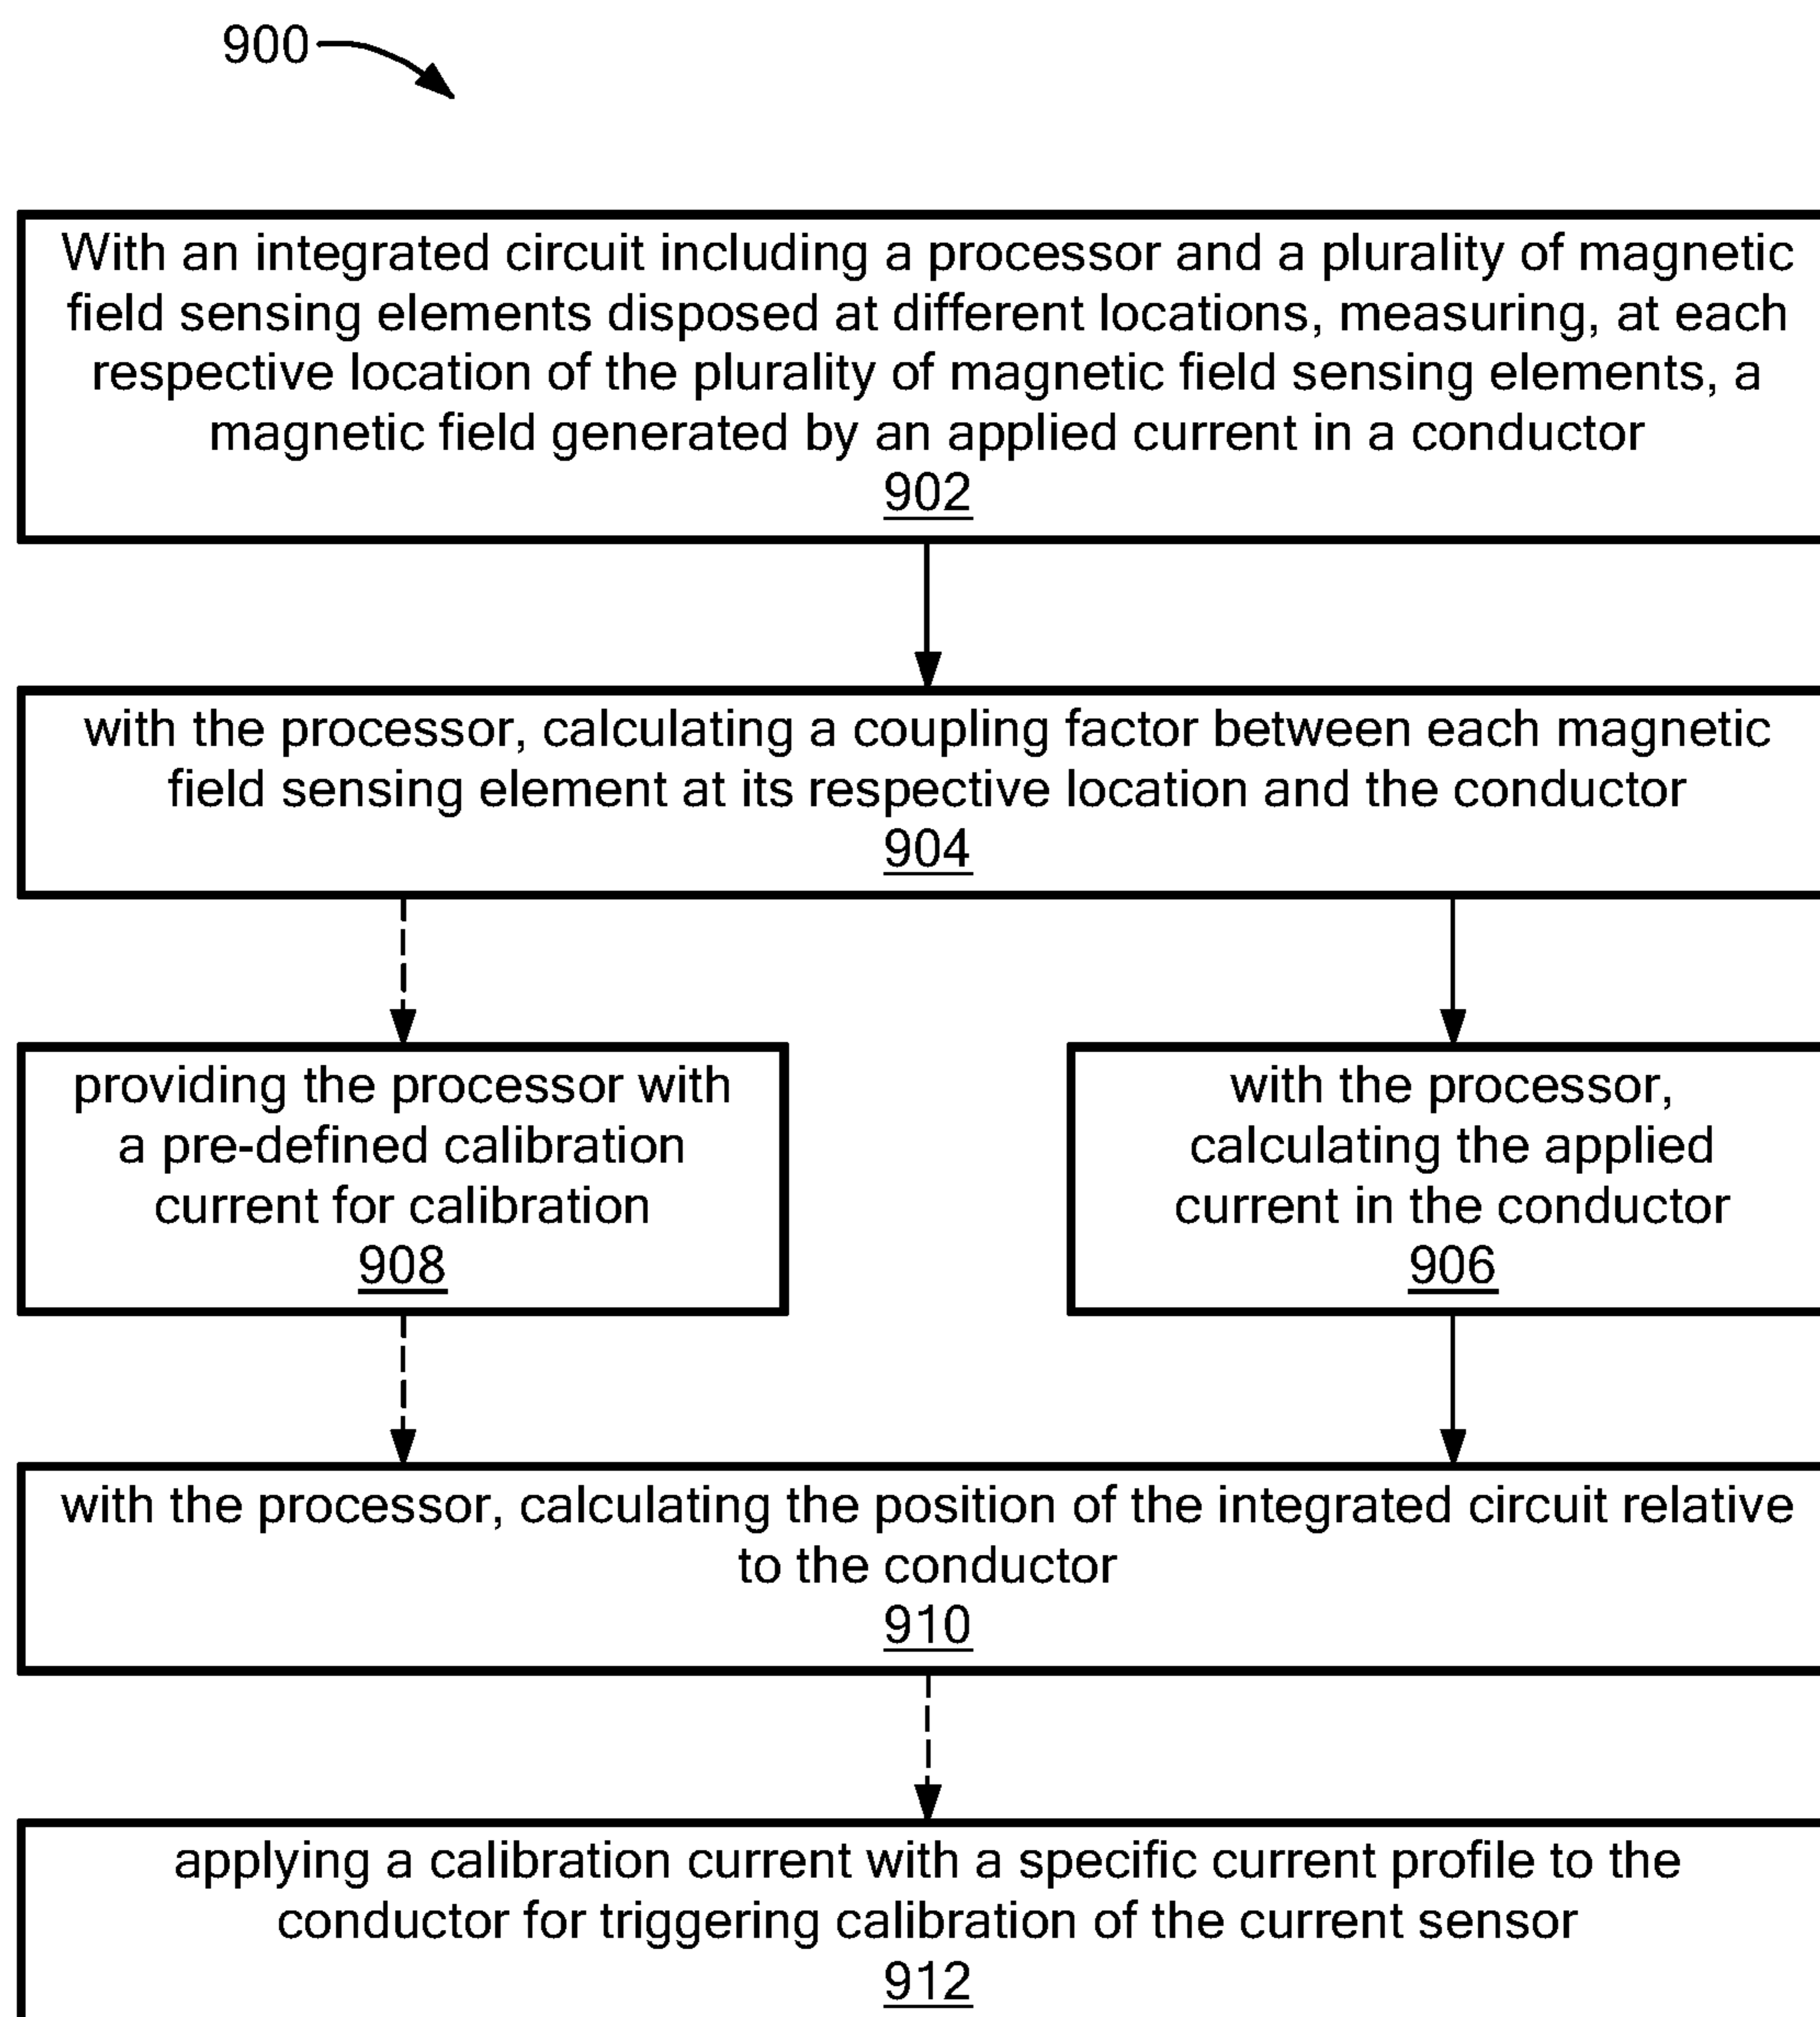 900
With an integrated circuit including a processor and a plurality of magnetic
field sensing elements disposed at different locations, measuring, at each
respective location of the plurality of magnetic field sensing elements, a
magnetic field generated by an applied current in a conductor
902
with the processor, calculating a coupling factor between each magnetic
field sensing element at its respective location and the conductor
904
providing the processor with
a pre-defined calibration
current for calibration
908
with the processor,
calculating the applied
current in the conductor
906
with the processor, calculating the position of the integrated circuit relative
to the conductor
910
applying a calibration current with a specific current profile to the
conductor for triggering calibration of the current sensor
912